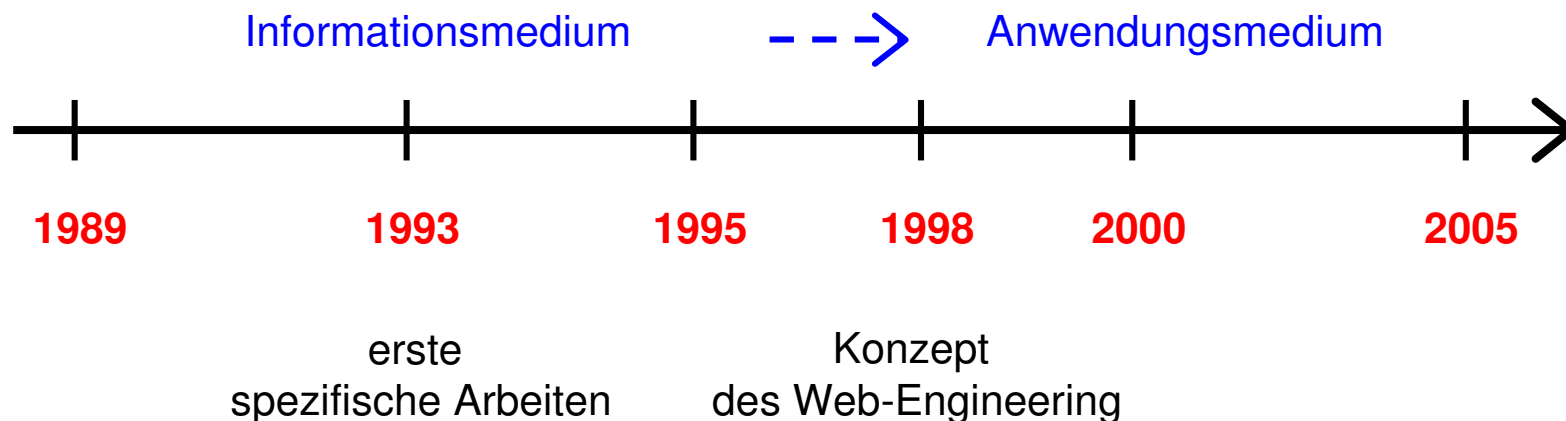 Informationsmedium Anwendungsmedium
1989 1993 1995 1998 2000 2005
erste Konzept
spezifische Arbeiten des Web-Engineering